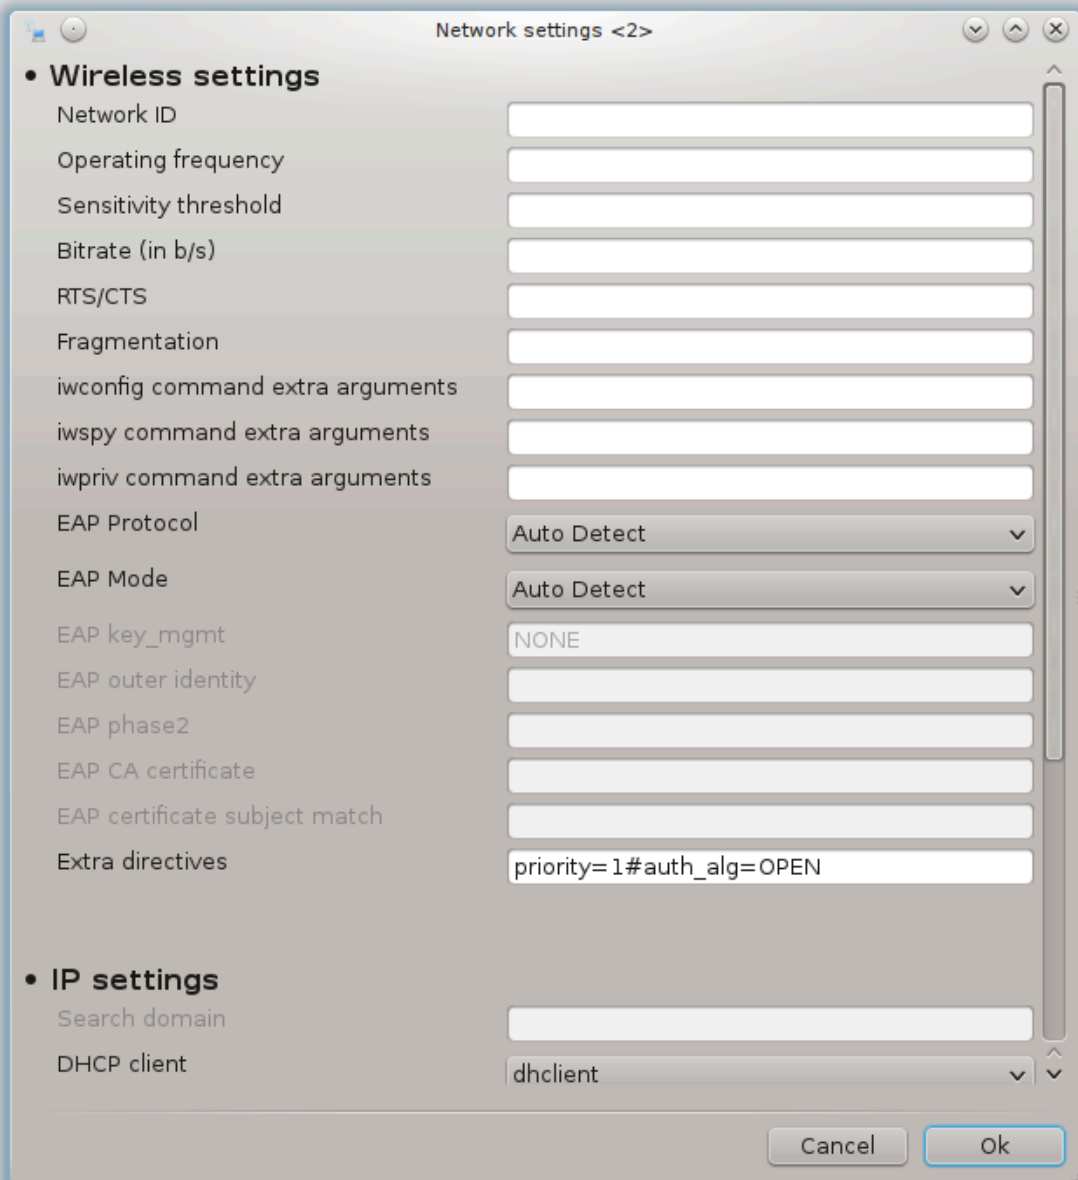 Network settings <2>
• Wireless settings
Network ID
Operating frequency
Sensitivity threshold
Bitrate (in b/s)
RTS/CTS
Fragmentation
iwconfig command extra arguments
iwspy command extra arguments
iwpriv command extra arguments
EAP Protocol Auto Detect
EAP Mode Auto Detect
EAP key_mgmt NONE
EAP outer identity
EAP phase2
EAP CA certificate
EAP certificate subject match
Extra directives priority=1#auth_alg=OPEN
• IP settings
Search domain
DHCP client dhclient
Cancel Ok